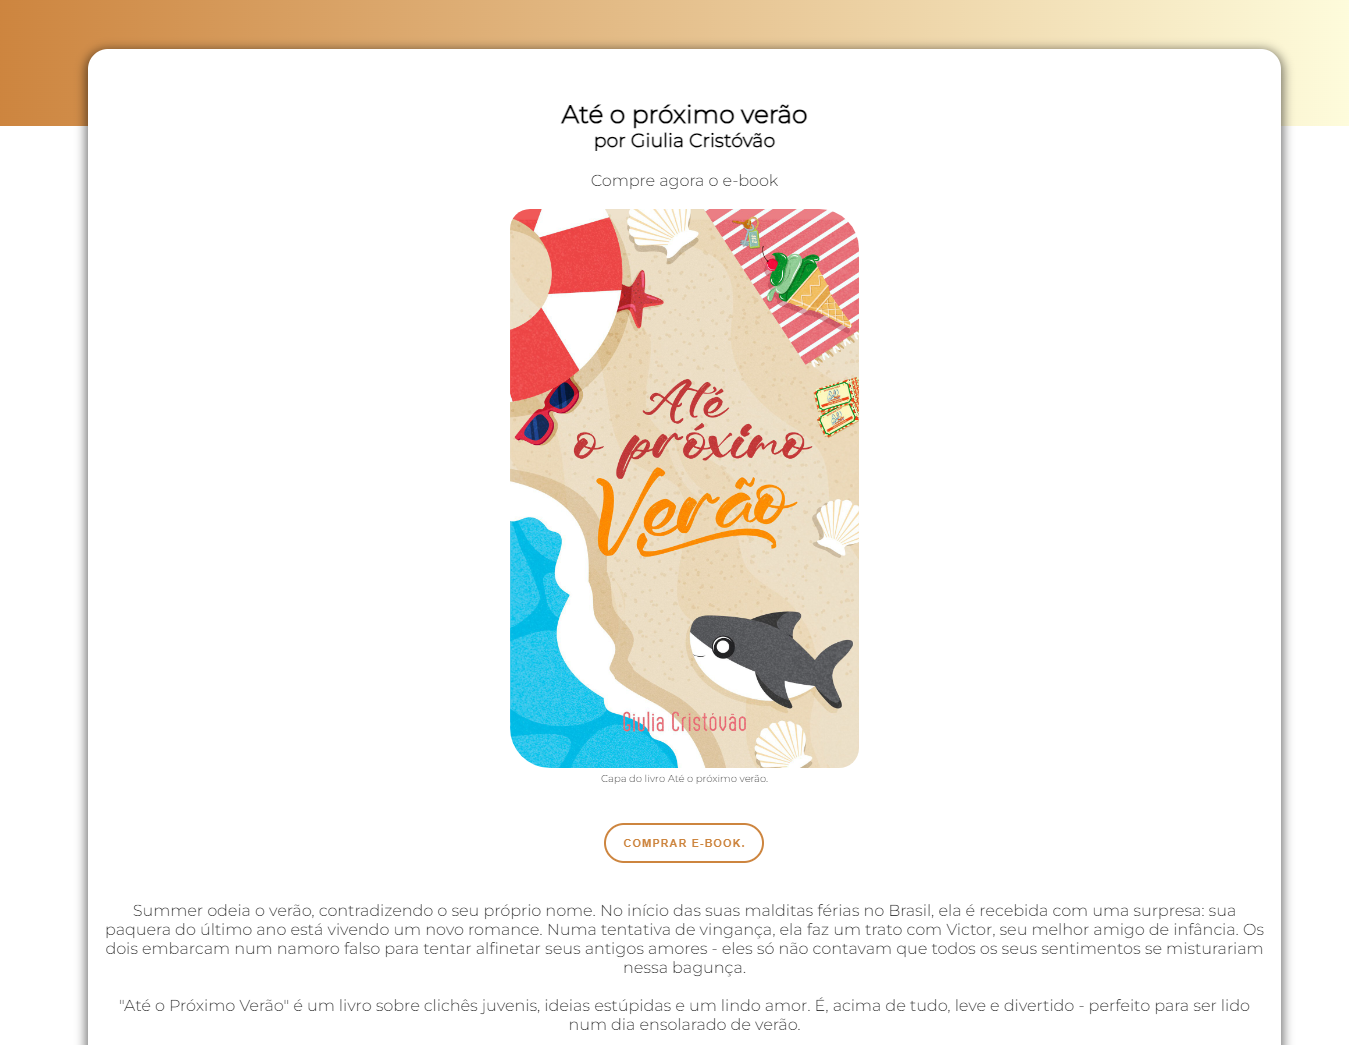 Até o próximo verão
por Giulia Cristóvão
Compre agora o e-book
Até
o próximo
Verão
Giulia Cristóvão
Capa do livro Até o próximo verão.
COMPRAR E-BOOK.
Summer odeia o verão, contradizendo o seu próprio nome. No início das suas malditas férias no Brasil, ela é recebida com uma surpresa: sua
paquera do último ano está vivendo um novo romance. Numa tentativa de vingança, ela faz um trato com Victor, seu melhor amigo de infância. Os
dois embarcam num namoro falso para tentar alfinetar seus antigos amores - eles só não contavam que todos os seus sentimentos se misturariam
nessa bagunça.
"Até o Próximo Verão" é um livro sobre clichês juvenis, ideias estúpidas e um lindo amor. É, acima de tudo, leve e divertido - perfeito para ser lido
num dia ensolarado de verão.